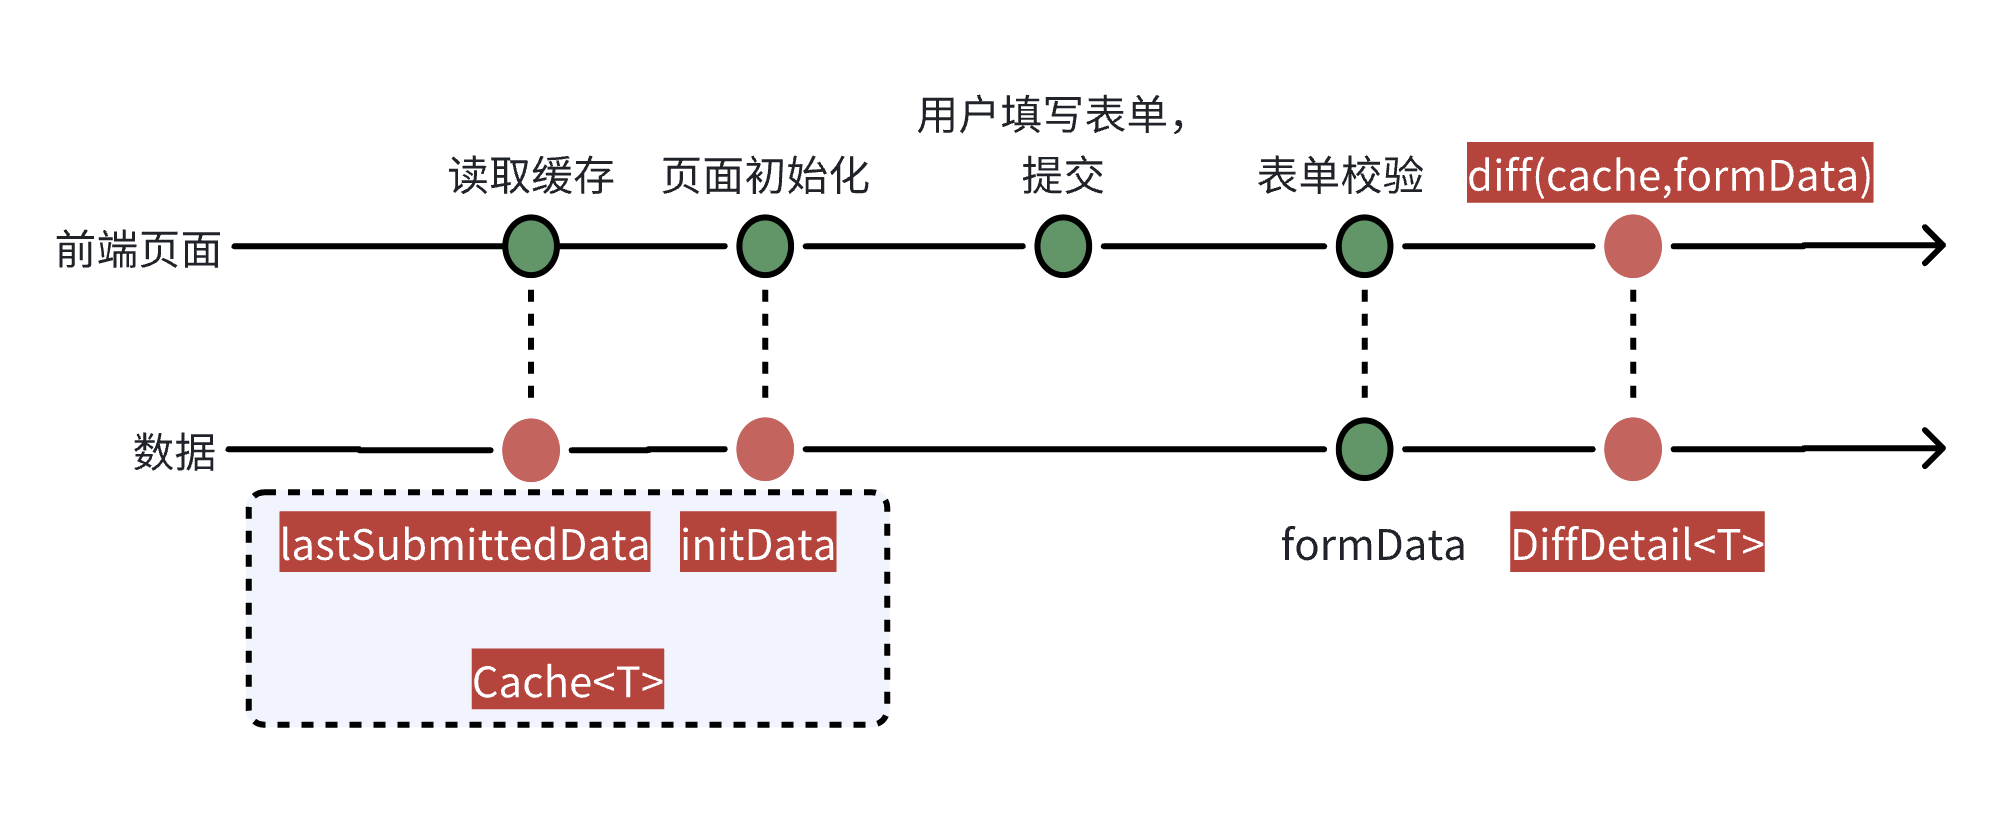 用户填写表单，
提交
读取缓存
页面初始化
表单校验
diff(cache,formData)
前端页面
数据
lastSubmittedData
initData
formData
DiffDetail<T>
Cache<T>